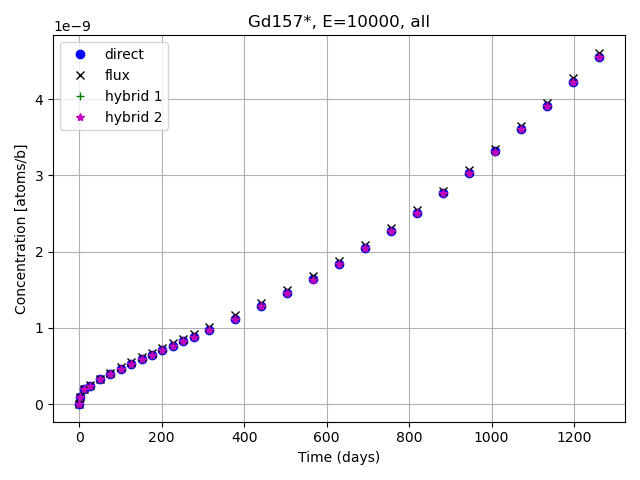 Gd157*, E=10000, all
1e−9
direct
flux
hybrid 1
hybrid 2
Concentration [atoms/b]
4
3
2
1
0
0 200 400 600 800 1000 1200
Time (days)